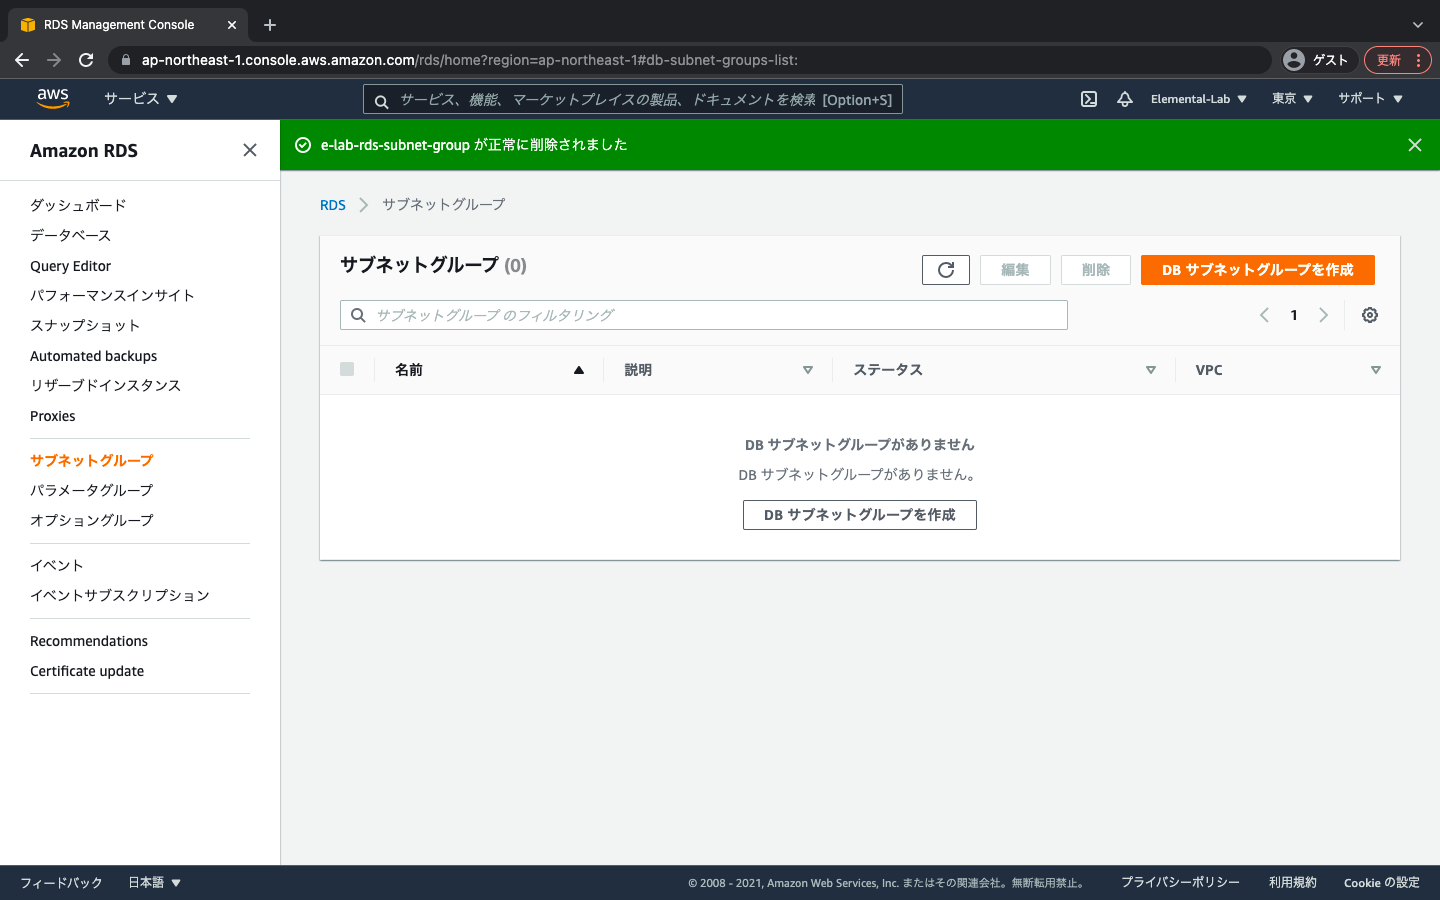 RDS Management Console
ap-northeast-1.console.aws.amazon.com/rds/home?region=ap-northeast-1#db-subnet-groups-list:
ゲスト
更新
aws
サービス
サービス、機能、マーケットプレイスの製品、ドキュメントを検索 [Option+S]
Elemental-Lab
東京
サポート
Amazon RDS
ダッシュボード
データベース
Query Editor
パフォーマンスインサイト
スナップショット
Automated backups
リザーブドインスタンス
Proxies
サブネットグループ
パラメータグループ
オプショングループ
イベント
イベントサブスクリプション
Recommendations
Certificate update
e-lab-rds-subnet-group が正常に削除されました
RDS
サブネットグループ
サブネットグループ (0)
編集
削除
DB サブネットグループを作成
サブネットグループ のフィルタリング
1
名前
説明
ステータス
VPC
DB サブネットグループがありません
DB サブネットグループがありません。
DB サブネットグループを作成
フィードバック
日本語
© 2008 - 2021, Amazon Web Services, Inc. またはその関連会社。無断転用禁止。
プライバシーポリシー
利用規約
Cookie の設定